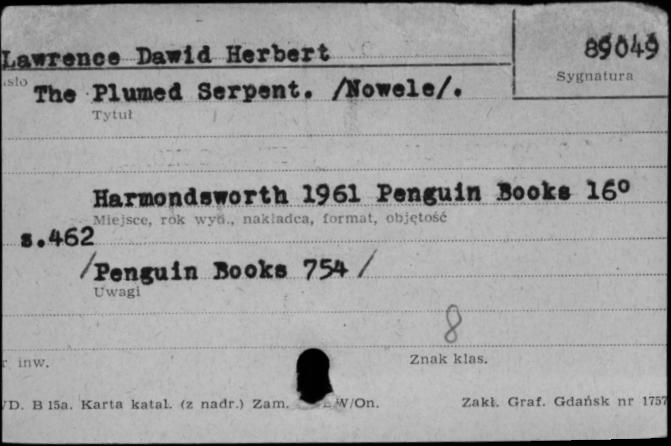 Lawrence Dawid Herbert
89049
Sygnatura
The Plumed Serpent. /Nowele/.
Tytuł
Harmondsworth 1961 Penguin Books 16°
Miejsce, rok wyd., nakładca, format, objętość
s.462
/Penguin Books 754 /
Uwagi
8
inw.
Znak klas.
D. B 15a. Karta katal. (z nadr.) Zam. W/On. Zakł. Graf. Gdańsk nr 1757